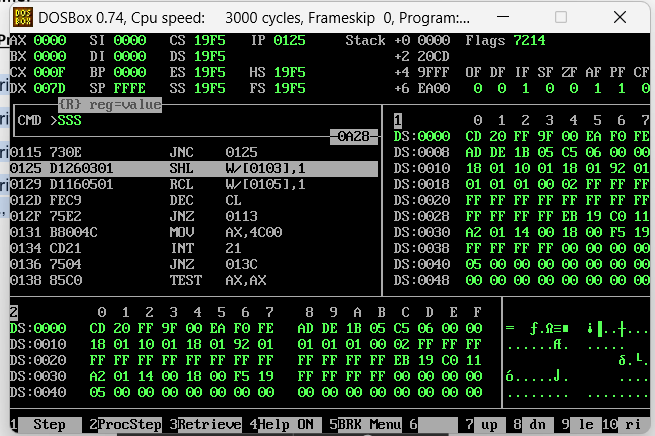 DOSBox 0.74, Cpu speed: 3000 cycles, Frameskip 0, Program:...
AX 0000 SI 0000 CS 19F5 IP 0125 Stack +0 0000 Flags 7214
BX 0000 DI 0000 DS 19F5 +2 20CD
CX 000F BP 0000 ES 19F5 HS 19F5 +4 9FFF OF DF IF SF ZF AF PF CF
DX 007D SP FFFE SS 19F5 FS 19F5 +6 EA00 0 0 1 0 0 1 1 0
{R} reg=value
CMD >SSS
0A28
1 0 1 2 3 4 5 6 7
DS:0000 CD 20 FF 9F 00 EA F0 FE
DS:0008 AD DE 1B 05 C5 06 00 00
DS:0010 18 01 10 01 18 01 92 01
DS:0018 01 01 01 00 02 FF FF FF
DS:0020 FF FF FF FF FF FF FF FF
DS:0028 FF FF FF FF EB 19 C0 11
DS:0030 A2 01 14 00 18 00 F5 19
DS:0038 FF FF FF FF 00 00 00 00
DS:0040 05 00 00 00 00 00 00 00
DS:0048 00 00 00 00 00 00 00 00
0115 730E JNC 0125
0125 D1260301 SHL W/[0103],1
0129 D1160501 RCL W/[0105],1
012D FEC9 DEC CL
012F 75E2 JNZ 0113
0131 B8004C MOV AX,4C00
0134 CD21 INT 21
0136 7504 JNZ 013C
0138 85C0 TEST AX,AX
2 0 1 2 3 4 5 6 7 8 9 A B C D E F
DS:0000 CD 20 FF 9F 00 EA F0 FE AD DE 1B 05 C5 06 00 00
DS:0010 18 01 10 01 18 01 92 01 01 01 01 00 02 FF FF FF
DS:0020 FF FF FF FF FF FF FF FF FF FF FF FF EB 19 C0 11
DS:0030 A2 01 14 00 18 00 F5 19 FF FF FF FF 00 00 00 00
DS:0040 05 00 00 00 00 00 00 00 00 00 00 00 00 00 00 00
1 Step 2ProcStep 3Retrieve 4Help ON 5BRK Menu 6 7 up 8 dn 9 le 10 ri